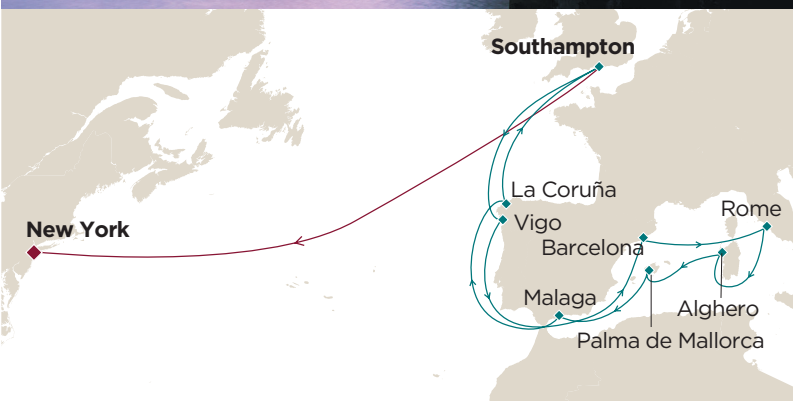 Southampton
La Coruña
Rome
Vigo
New York
Barcelona
Malaga
Alghero
Palma de Mallorca